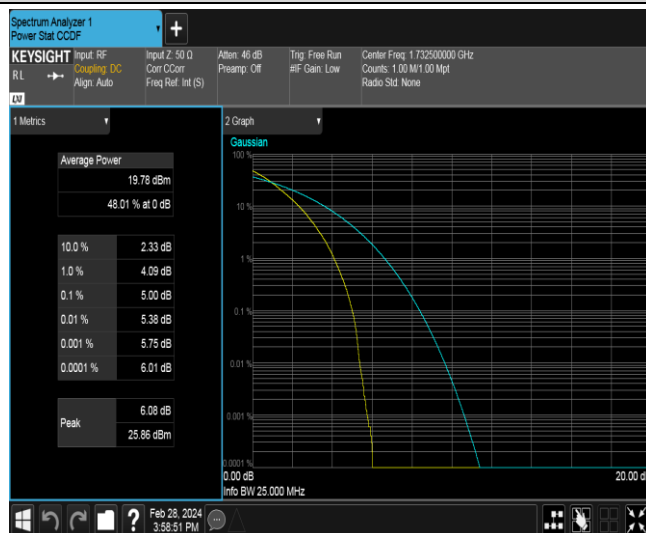 Spectrum Analyzer 1
Power Stat CCDF
KEYSIGHT
RL
LXI
Input: RF
Coupling: DC
Align: Auto
Input Z: 50 Ω
Corr CCorr
Freq Ref: Int (S)
Atten: 46 dB
Preamp: Off
Trig: Free Run
#IF Gain: Low
Center Freq: 1.732500000 GHz
Counts: 1.00 M/1.00 Mpt
Radio Std: None
1 Metrics
Average Power
19.78 dBm
48.01 % at 0 dB
10.0 % 2.33 dB
1.0 % 4.09 dB
0.1 % 5.00 dB
0.01 % 5.38 dB
0.001 % 5.75 dB
0.0001 % 6.01 dB
Peak
6.08 dB
25.86 dBm
2 Graph
Gaussian
100 %
10 %
1 %
0.1 %
0.01 %
0.001 %
0.0001 %
0.00 dB
20.00 d
Info BW 25.000 MHz
?
Feb 28, 2024
3:58:51 PM